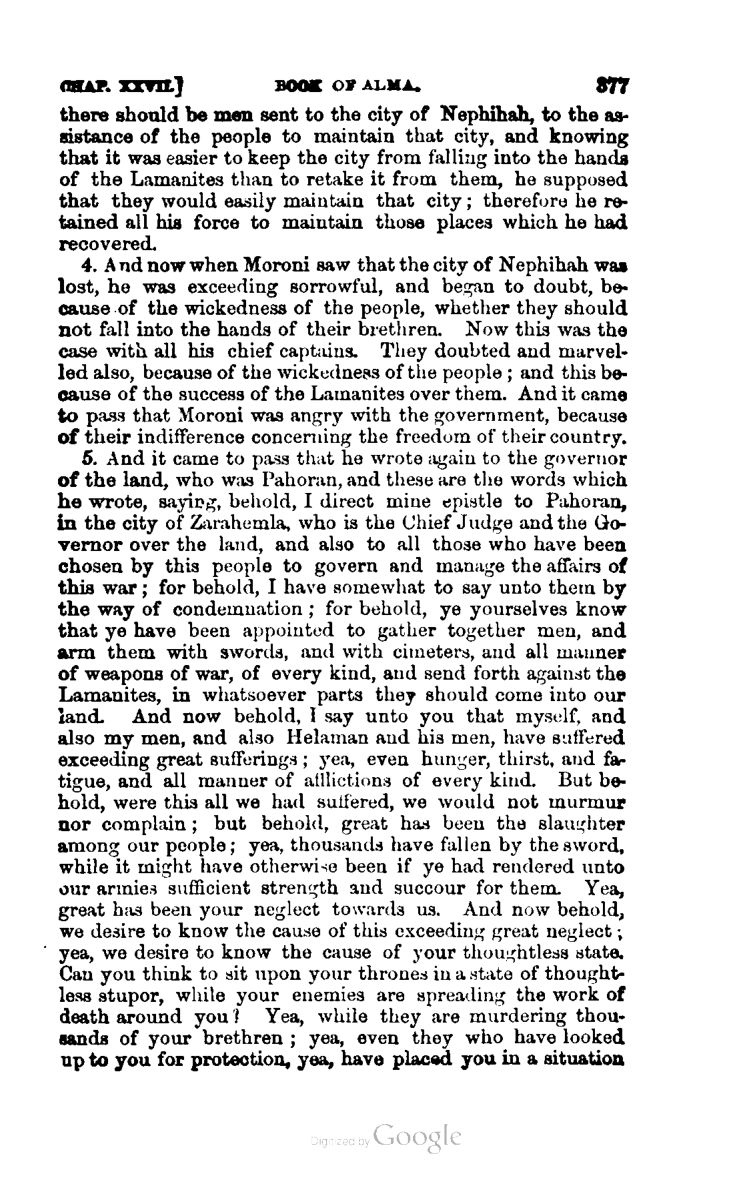 CHAP. XXVII.] BOOK OF ALMA. 377
there should be men sent to the city of Nephihah, to the as-
sistance of the people to maintain that city, and knowing
that it was easier to keep the city from falling into the hands
of the Lamanites than to retake it from them, he supposed
that they would easily maintain that city; therefore he re-
tained all his force to maintain those places which he had
recovered.
4. And now when Moroni saw that the city of Nephihah was
lost, he was exceeding sorrowful, and began to doubt, be-
cause of the wickedness of the people, whether they should
not fall into the hands of their brethren. Now this was the
case with all his chief captains. They doubted and marvel-
led also, because of the wickedness of the people; and this be-
cause of the success of the Lamanites over them. And it came
to pass that Moroni was angry with the government, because
of their indifference concerning the freedom of their country.
5. And it came to pass that he wrote again to the governor
of the land, who was Pahoran, and these are the words which
he wrote, saying, behold, I direct mine epistle to Pahoran,
in the city of Zarahemla, who is the Chief Judge and the Go-
vernor over the land, and also to all those who have been
chosen by this people to govern and manage the affairs of
this war; for behold, I have somewhat to say unto them by
the way of condemnation; for behold, ye yourselves know
that ye have been appointed to gather together men, and
arm them with swords, and with cimeters, and all manner
of weapons of war, of every kind, and send forth against the
Lamanites, in whatsoever parts they should come into our
land. And now behold, I say unto you that myself, and
also my men, and also Helaman and his men, have suffered
exceeding great sufferings; yea, even hunger, thirst, and fa-
tigue, and all manner of afflictions of every kind. But be-
hold, were this all we had suffered, we would not murmur
nor complain; but behold, great has been the slaughter
among our people; yea, thousands have fallen by the sword,
while it might have otherwise been if ye had rendered unto
our armies sufficient strength and succour for them. Yea,
great has been your neglect towards us. And now behold,
we desire to know the cause of this exceeding great neglect;
yea, we desire to know the cause of your thoughtless state.
Can you think to sit upon your thrones in a state of thought-
less stupor, while your enemies are spreading the work of
death around you? Yea, while they are murdering thou-
sands of your brethren; yea, even they who have looked
up to you for protection, yea, have placed you in a situation
Digitized by Google